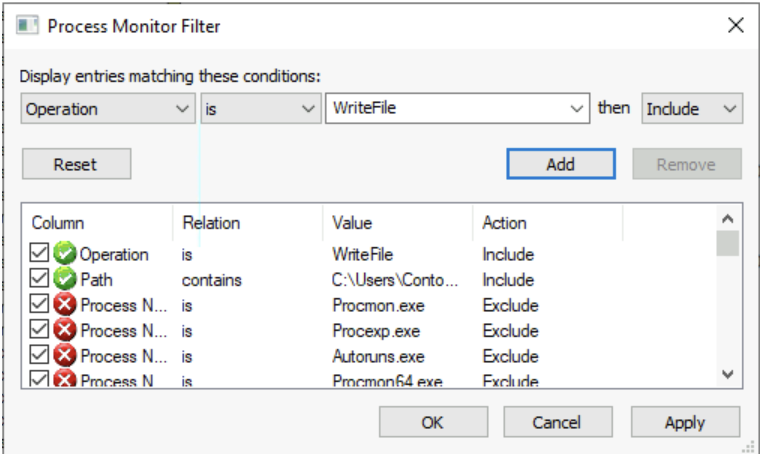 Process Monitor Filter
Display entries matching these conditions:
Operation is WriteFile then Include
Reset Add Remove
Column Relation Value Action
Operation is WriteFile Include
Path contains C:\Users\Conto... Include
Process N... is Procmon.exe Exclude
Process N... is Procexp.exe Exclude
Process N... is Autoruns.exe Exclude
Process N is Procmon64.exe Exclude
OK Cancel Apply